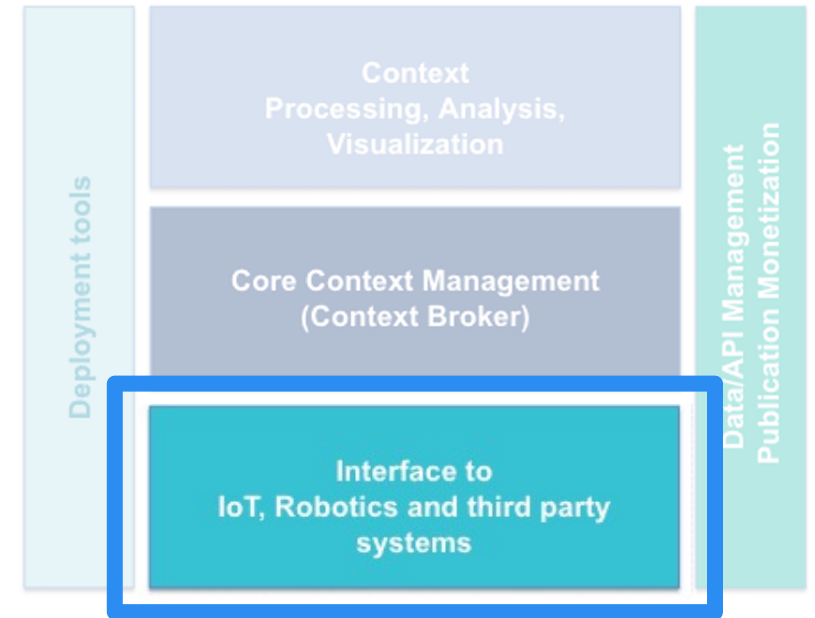 Context
Processing, Analysis,
Visualization
Deployment tools
Core Context Management
(Context Broker)
Data/API Management
Publication Monetization
Interface to
IoT, Robotics and third party
systems